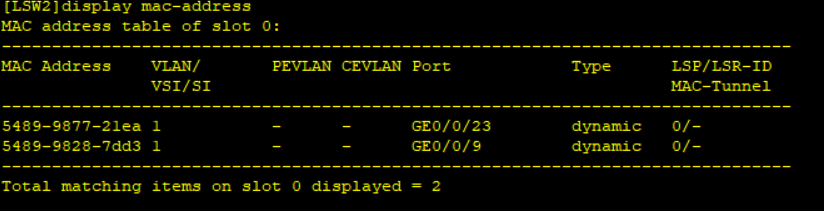 [LSW2]display mac-address
MAC address table of slot 0:
-------------------------------------------------------------------------------
MAC Address    VLAN/       PEVLAN CEVLAN Port            Type      LSP/LSR-ID
               VSI/SI                                              MAC-Tunnel
-------------------------------------------------------------------------------
5489-9877-21ea 1           -      -      GE0/0/23        dynamic   0/-
5489-9828-7dd3 1           -      -      GE0/0/9         dynamic   0/-
-------------------------------------------------------------------------------
Total matching items on slot 0 displayed = 2